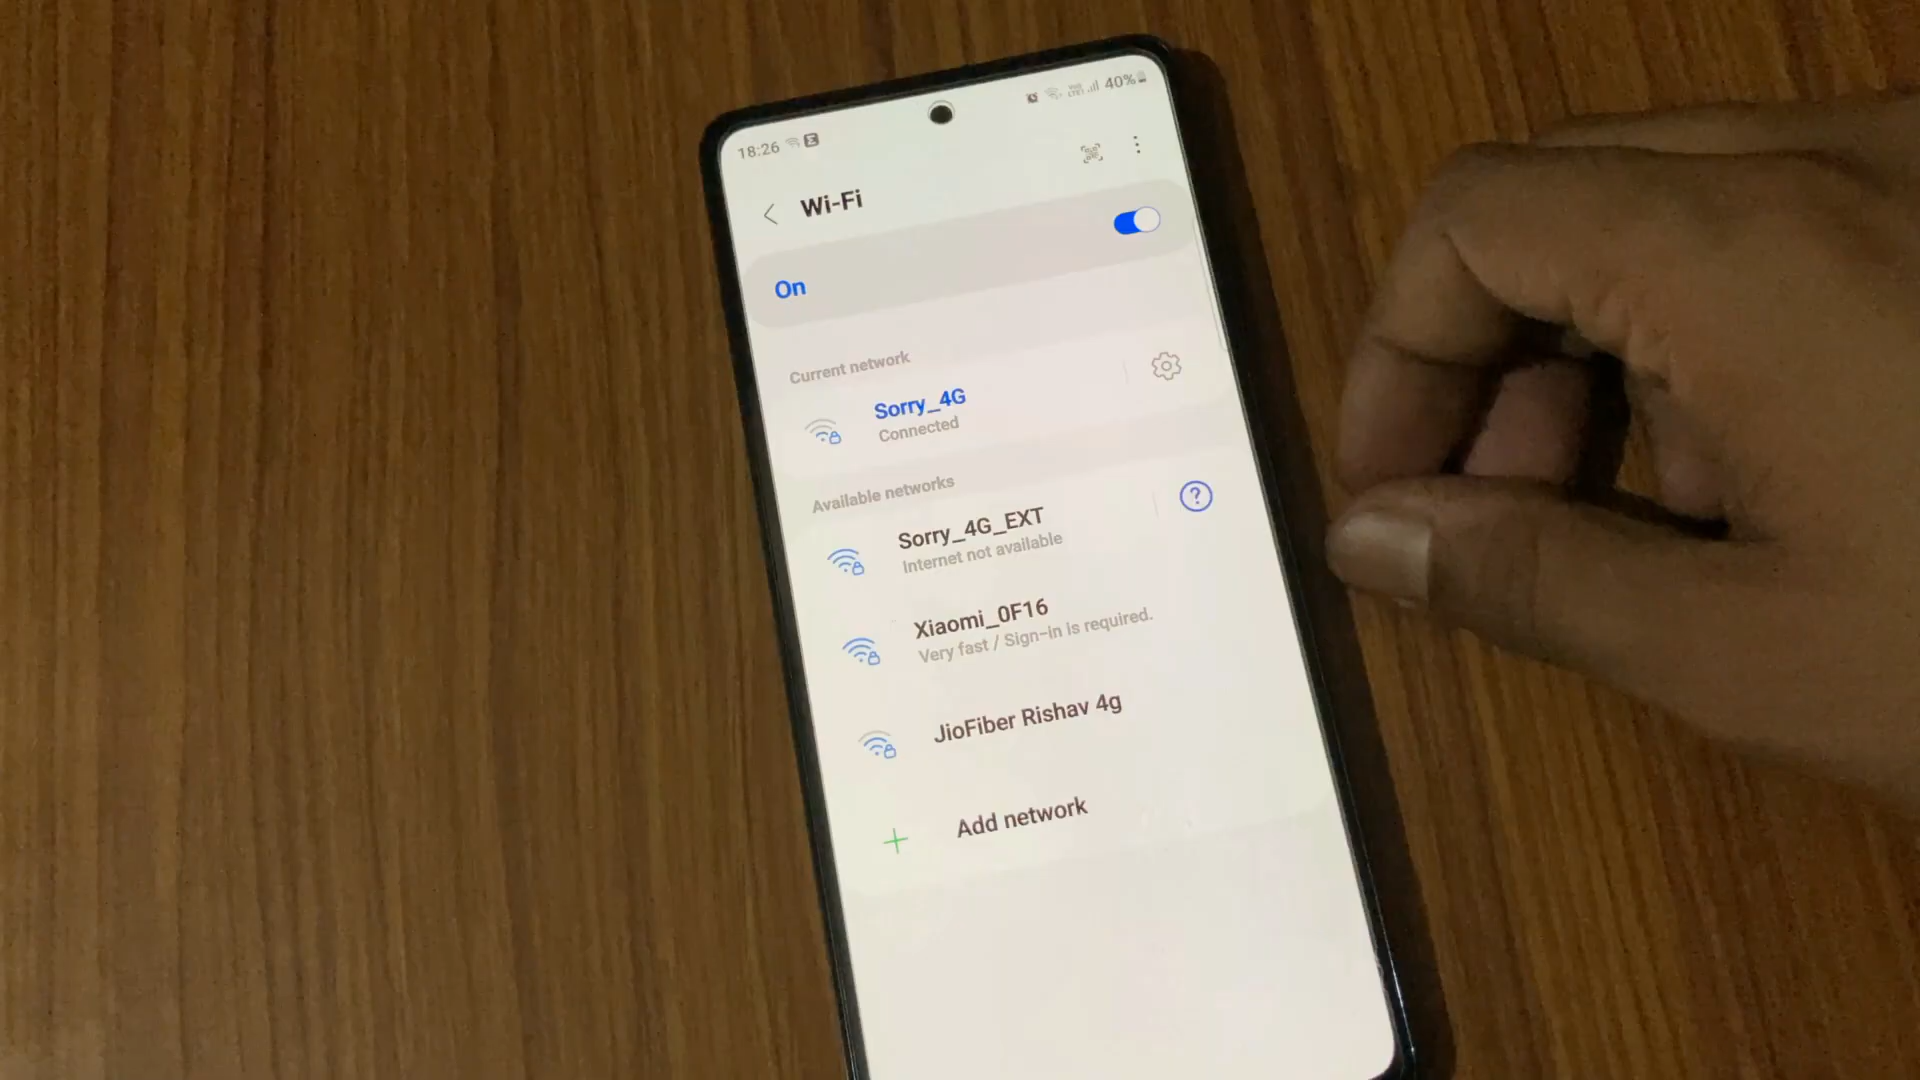 18:26
40%
Wi-Fi
On
Current network
Sorry_4G
Connected
Available networks
Sorry_4G_EXT
Internet not available
?
Xiaomi_0F16
Very fast / Sign-in is required.
JioFiber Rishav 4g
Add network